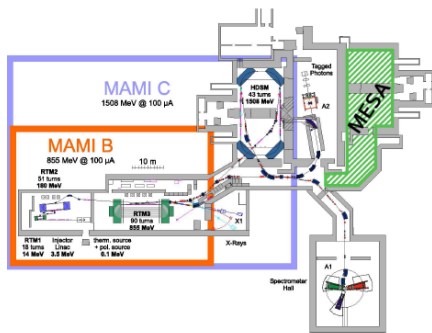 MAMI C
1508 MeV @ 100 µA
HDSM
43 turns
1508 MeV
Tagged
Photons
A2
MESA
MAMI B
855 MeV @ 100 µA
10 m
RTM2
51 turns
180 MeV
RTM3
90 turns
855 MeV
X1
X-Rays
RTM1
18 turns
14 MeV
Injector
Linac
3.5 MeV
therm. source
+ pol. source
0.1 MeV
Spectrometer
Hall
A1